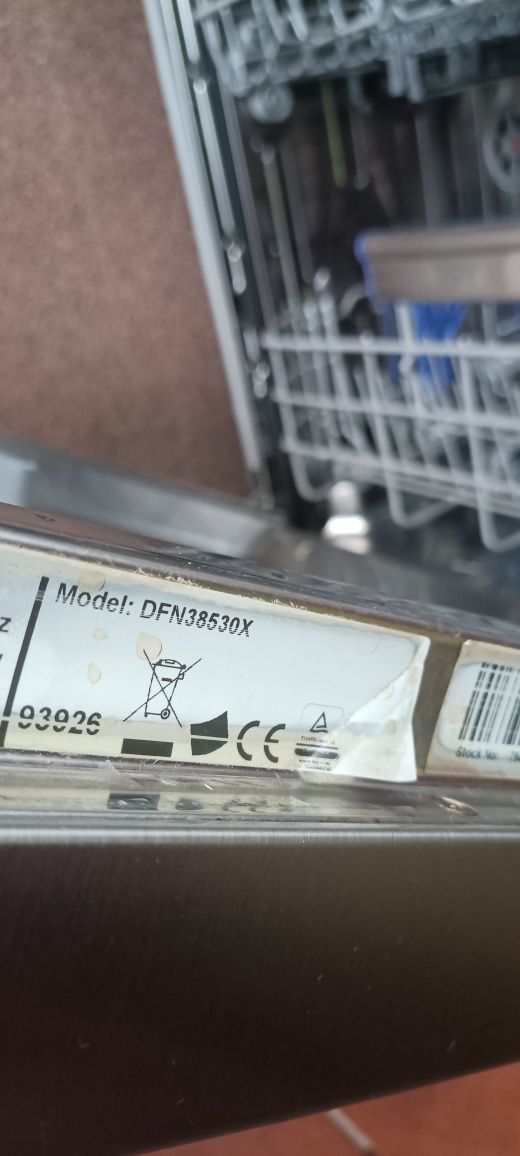 z
Model: DFN38530X
93926
CE
Stock No: